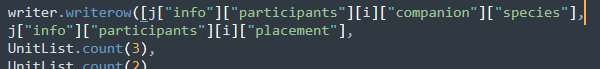 writer.writerow([j["info"]["participants"][i]["companion"]["species"],
j["info"]["participants"][i]["placement"],
UnitList.count(3),
UnitList.count(2)